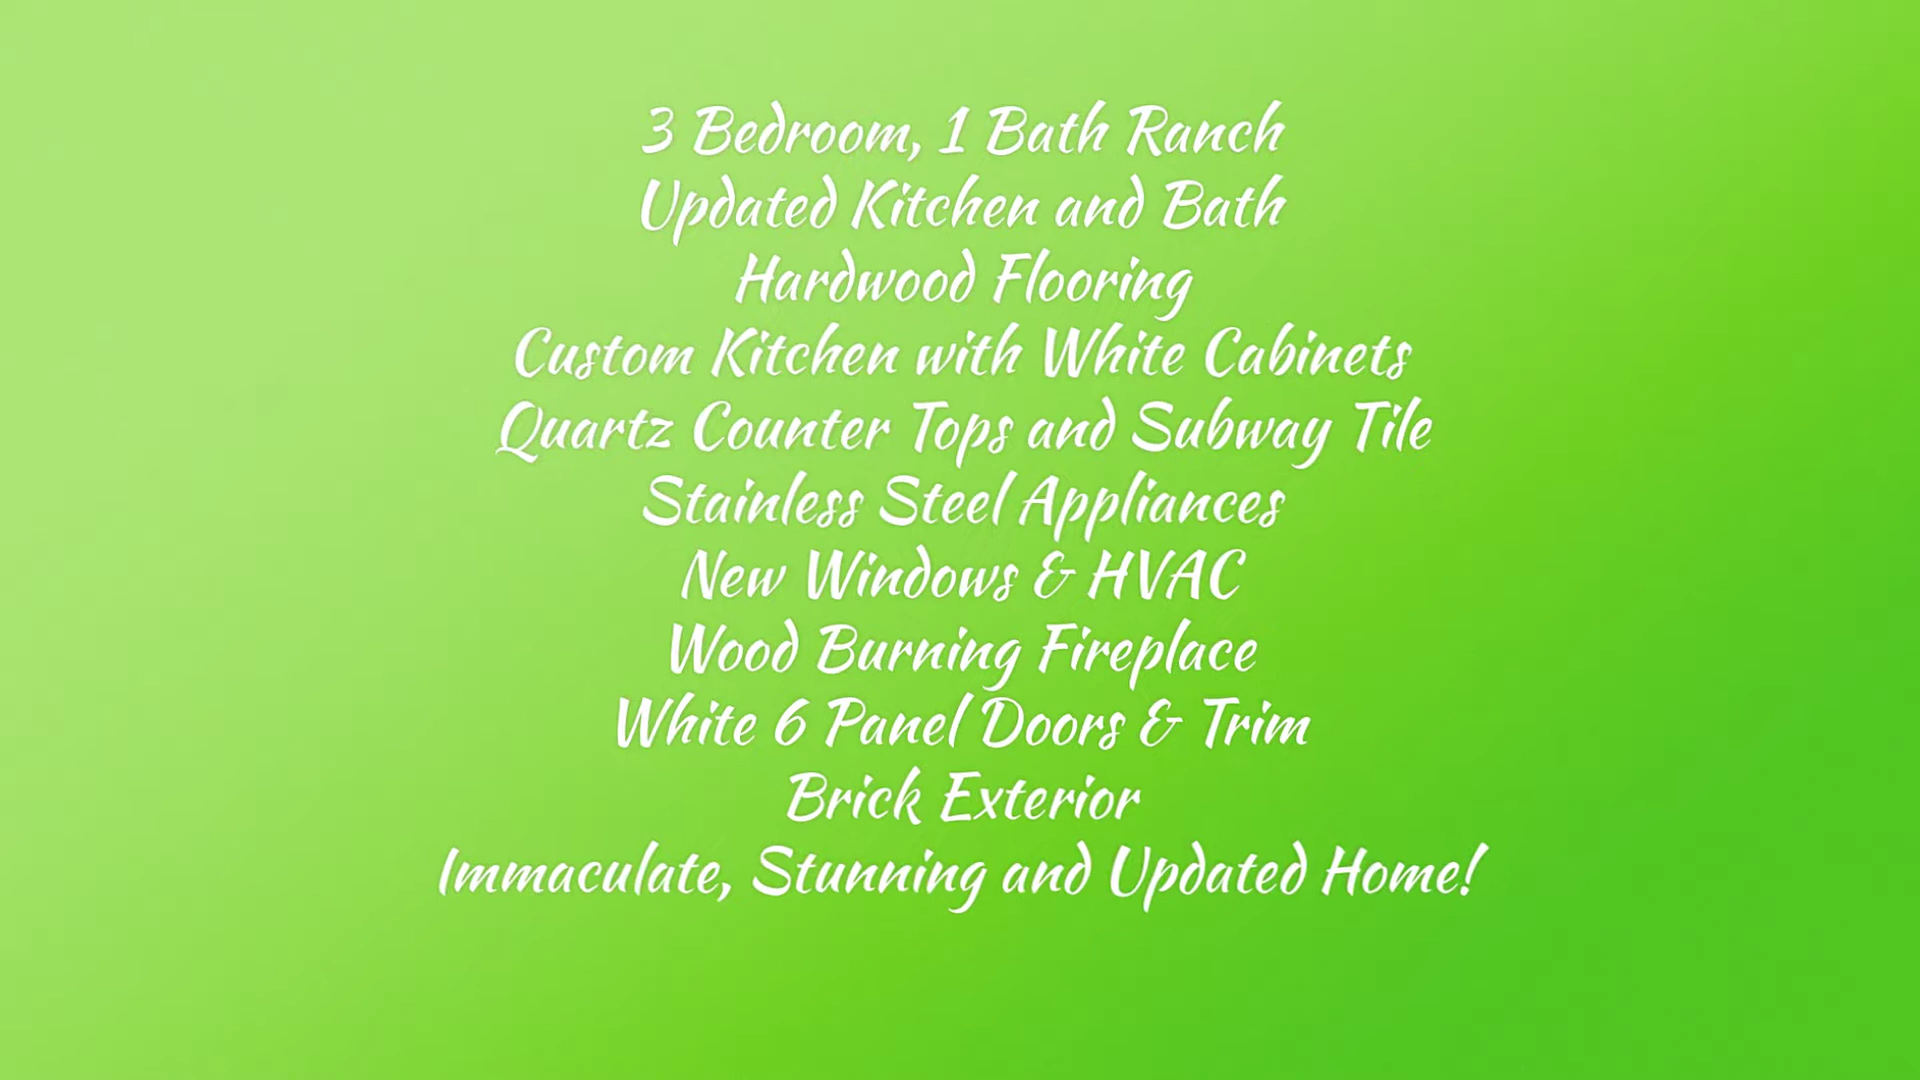 3 Bedroom, 1 Bath Ranch
Updated Kitchen and Bath
Hardwood Flooring
Custom Kitchen with White Cabinets
Quartz Counter Tops and Subway Tile
Stainless Steel Appliances
New Windows & HVAC
Wood Burning Fireplace
White 6 Panel Doors & Trim
Brick Exterior
Immaculate, Stunning and Updated Home!